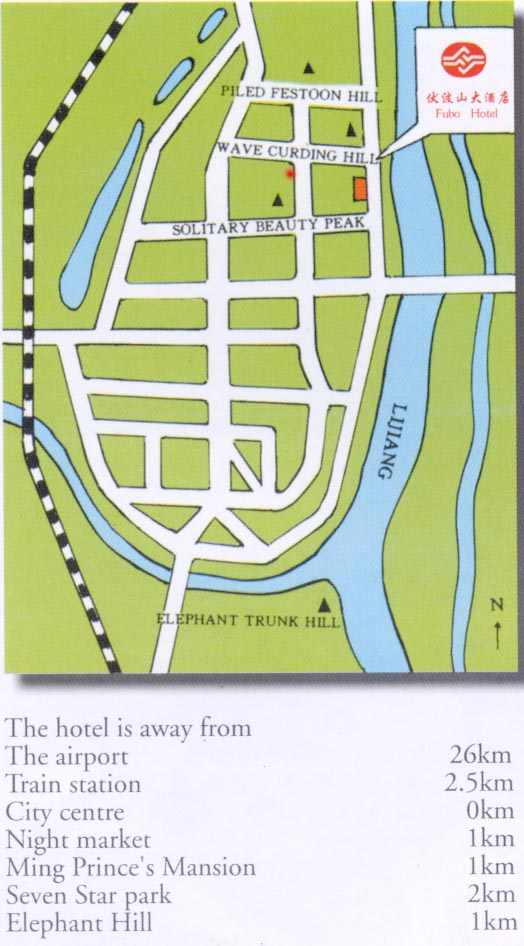 伏波山大酒店
Fubo Hotel
PILED FESTOON HILL
WAVE CURDING HILL
SOLITARY BEAUTY PEAK
LIJIANG
N
ELEPHANT TRUNK HILL
The hotel is away from
The airport 26km
Train station 2.5km
City centre 0km
Night market 1km
Ming Prince's Mansion 1km
Seven Star park 2km
Elephant Hill 1km